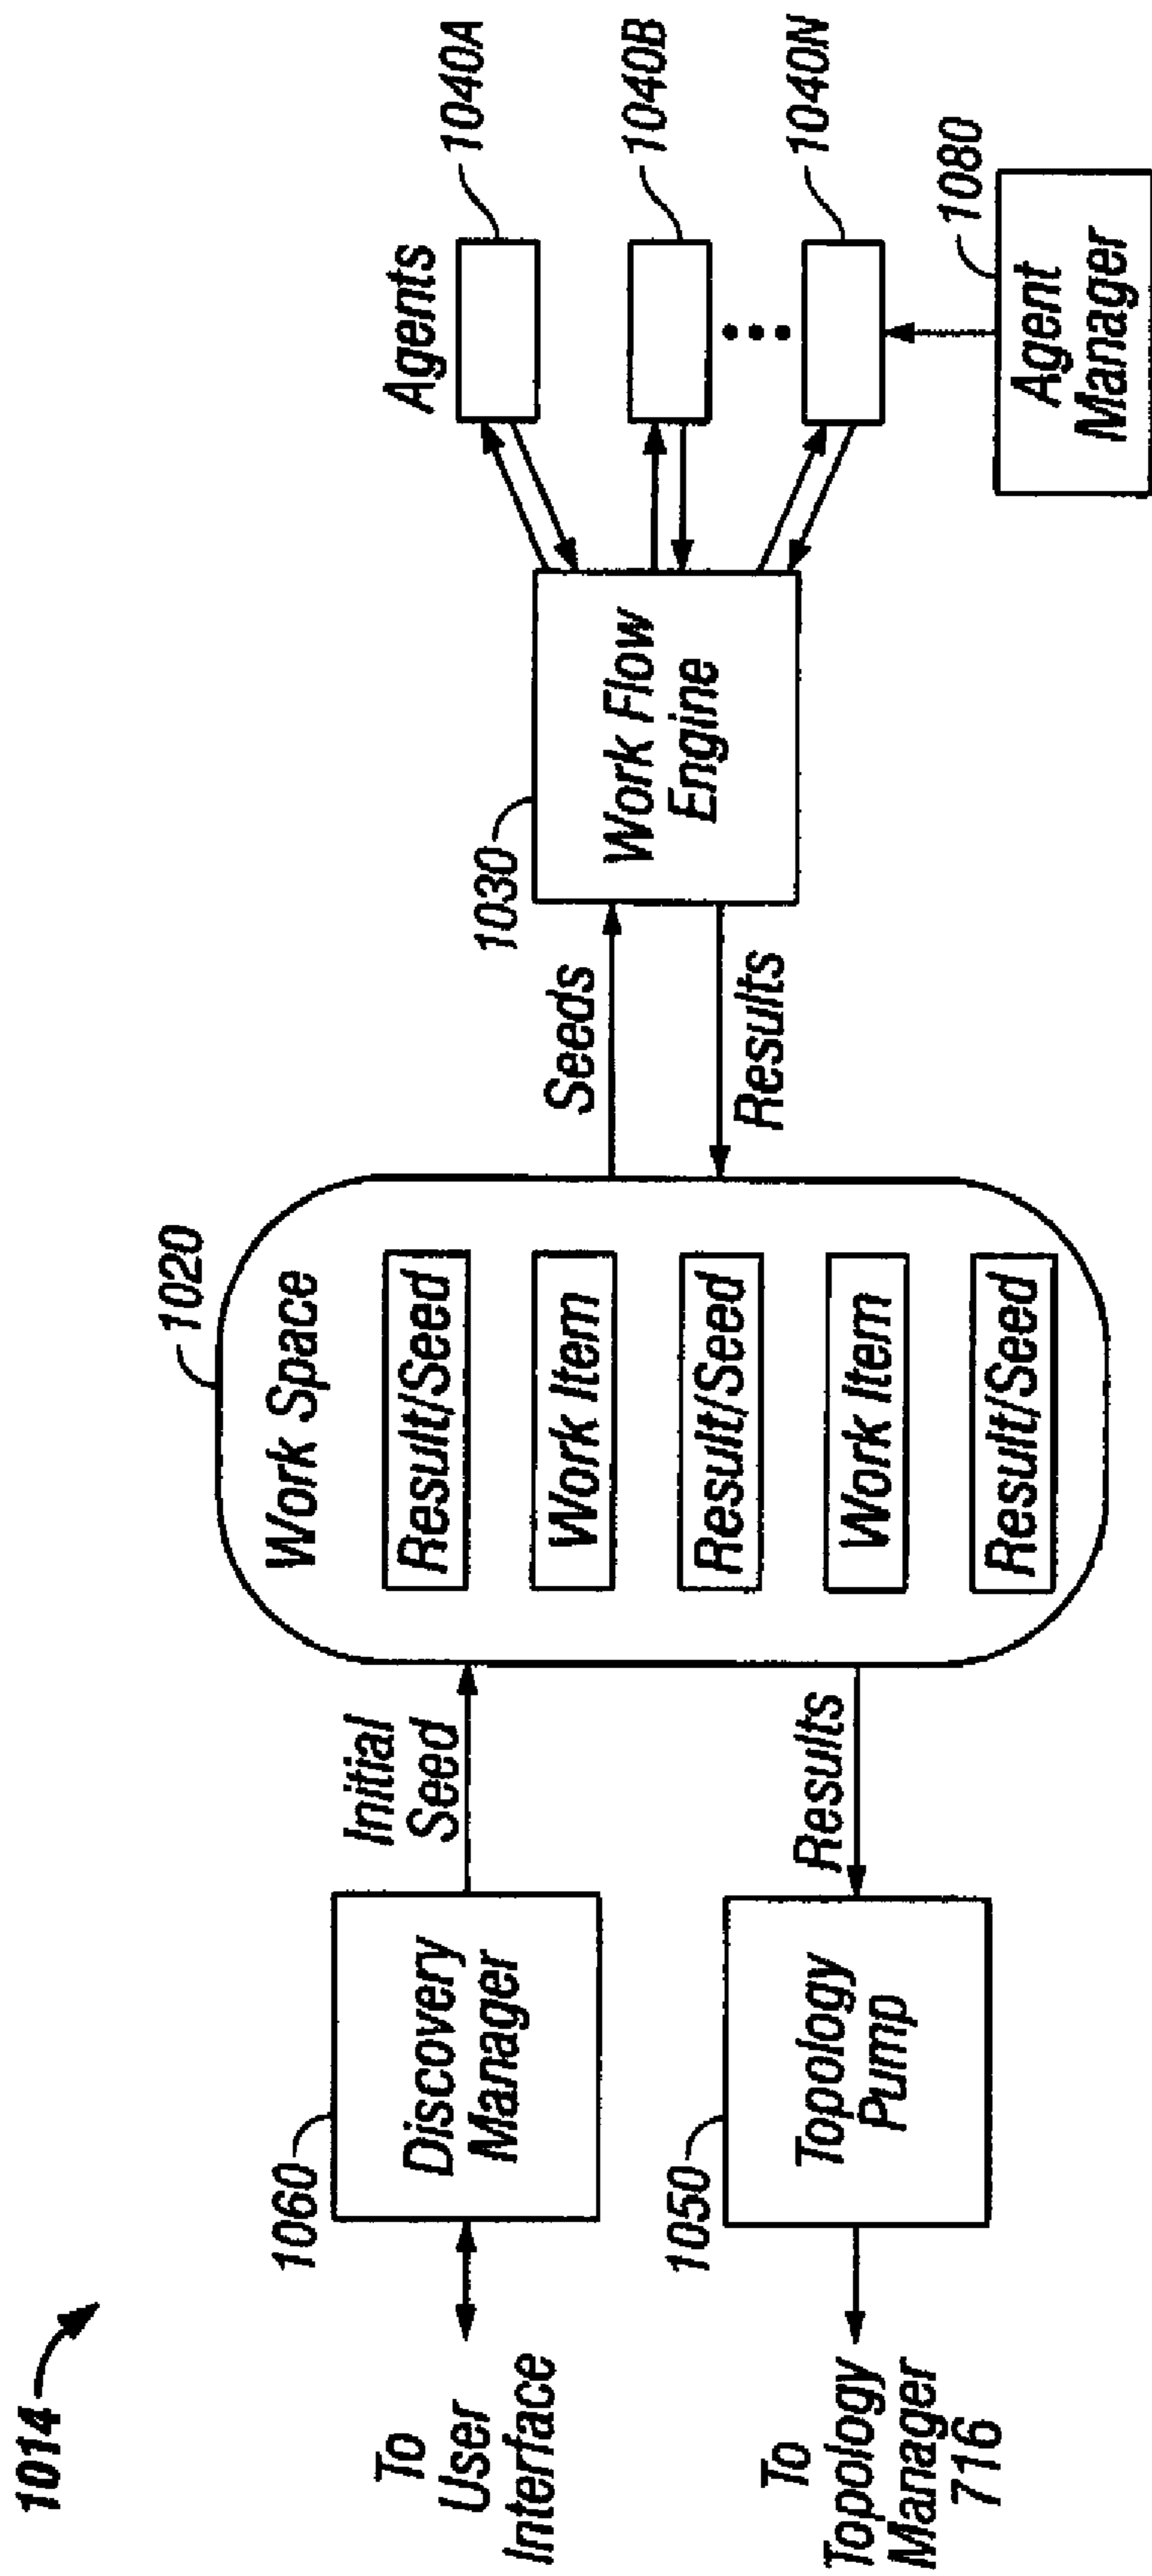 1014
To
User
Interface
1060
Discovery
Manager
Initial
Seed
To
Topology
Manager
716
1050
Topology
Pump
Results
1020
Work Space
Result/Seed
Work Item
Result/Seed
Work Item
Result/Seed
Seeds
Results
1030
Work Flow
Engine
Agents
1040A
1040B
1040N
1080
Agent
Manager